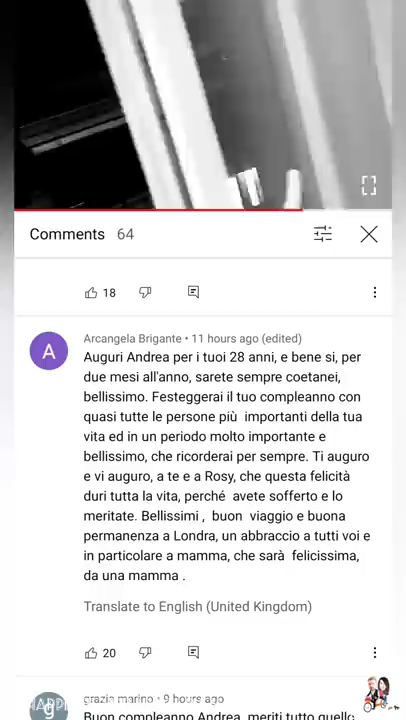 Comments 64
18
A
Arcangela Brigante • 11 hours ago (edited)
Auguri Andrea per i tuoi 28 anni, e bene si, per
due mesi all'anno, sarete sempre coetanei,
bellissimo. Festeggerai il tuo compleanno con
quasi tutte le persone più importanti della tua
vita ed in un periodo molto importante e
bellissimo, che ricorderai per sempre. Ti auguro
e vi auguro, a te e a Rosy, che questa felicità
duri tutta la vita, perché avete sofferto e lo
meritate. Bellissimi , buon viaggio e buona
permanenza a Londra, un abbraccio a tutti voi e
in particolare a mamma, che sarà felicissima,
da una mamma .
Translate to English (United Kingdom)
20
g
grazia marino • 9 hours ago
Buon compleanno Andrea, meriti tutto quello